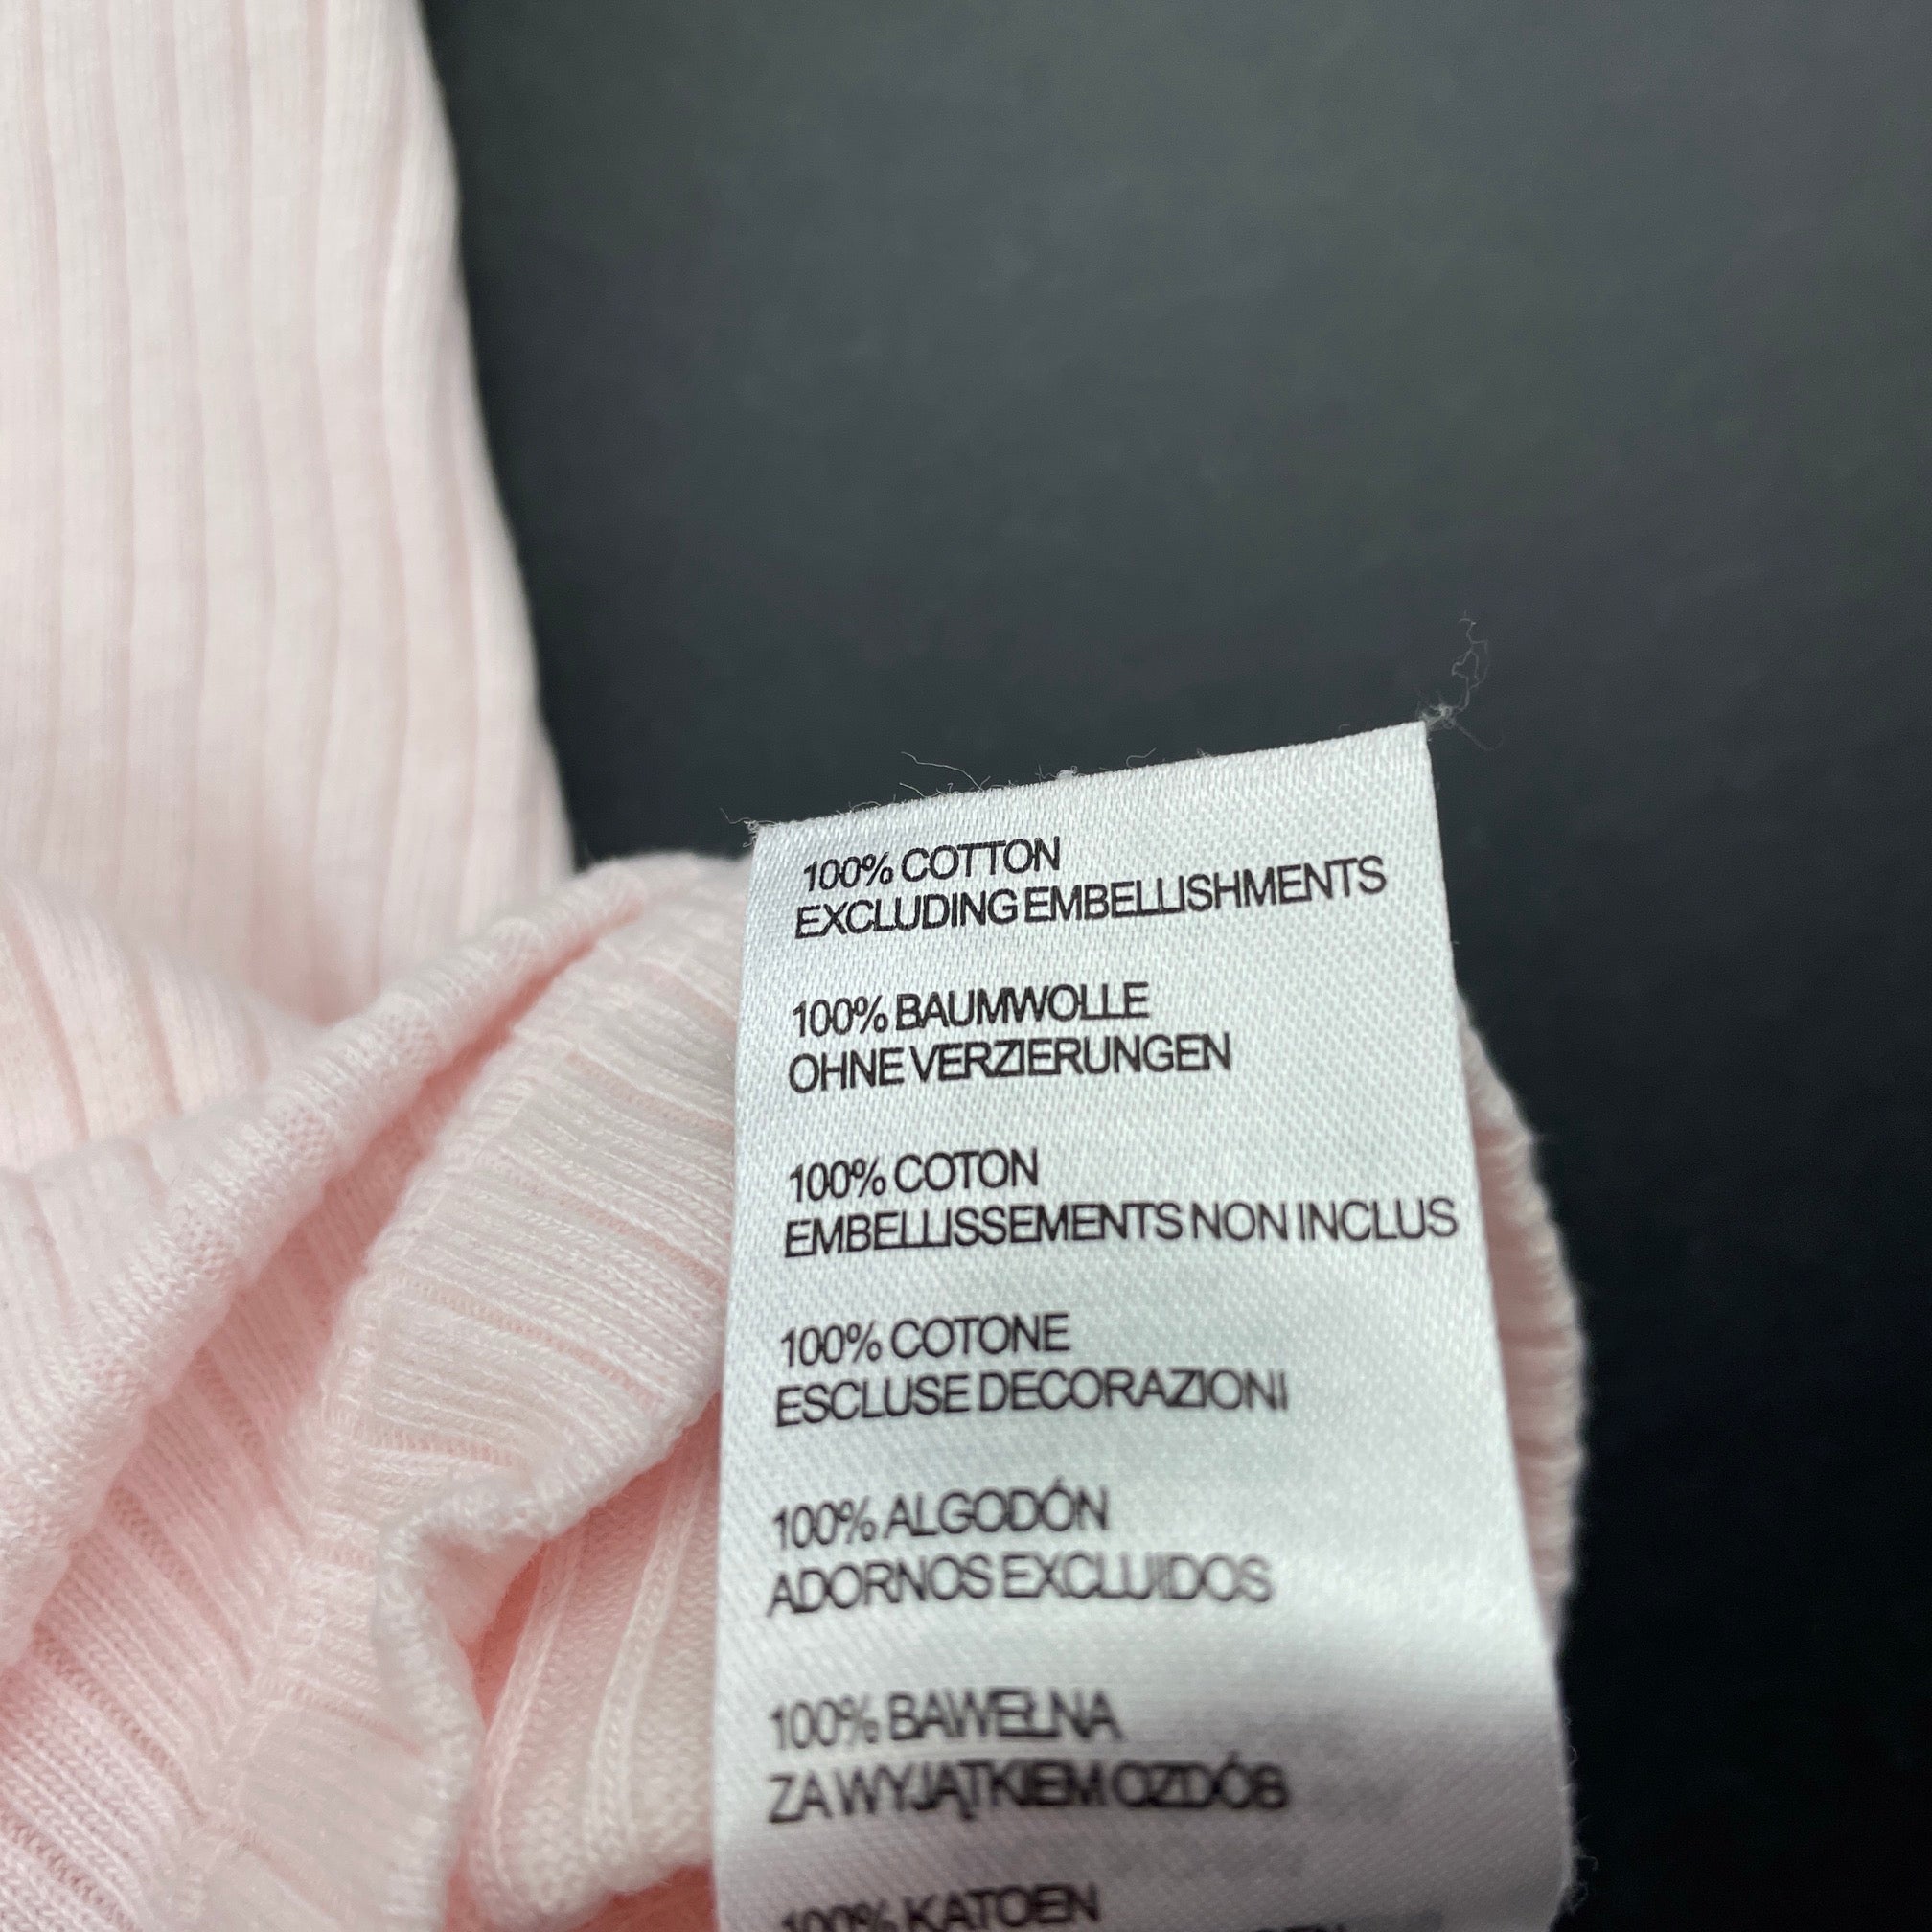 100% COTTON
EXCLUDING EMBELLISHMENTS
100% BAUMWOLLE
OHNE VERZIERUNGEN
100% COTON
EMBELLISSEMENTS NON INCLUS
100% COTONE
ESCLUSE DECORAZIONI
100% ALGODÓN
ADORNOS EXCLUIDOS
100% BAWEŁNA
ZA WYJĄTKIEM OZDÓB
100% KATOEN